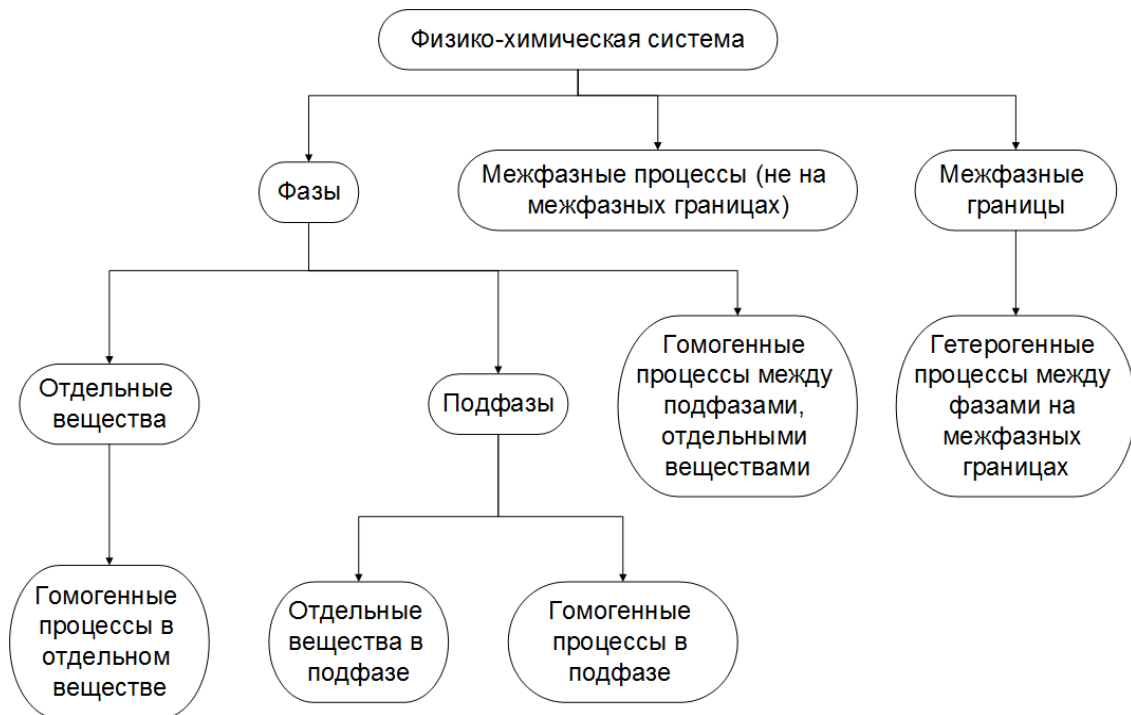 Физико-химическая система
Фазы
Межфазные процессы (не на
межфазных границах)
Межфазные
границы
Отдельные
вещества
Подфазы
Гомогенные
процессы между
подфазами,
отдельными
веществами
Гетерогенные
процессы между
фазами на
межфазных
границах
Гомогенные
процессы в
отдельном
веществе
Отдельные
вещества в
подфазе
Гомогенные
процессы в
подфазе